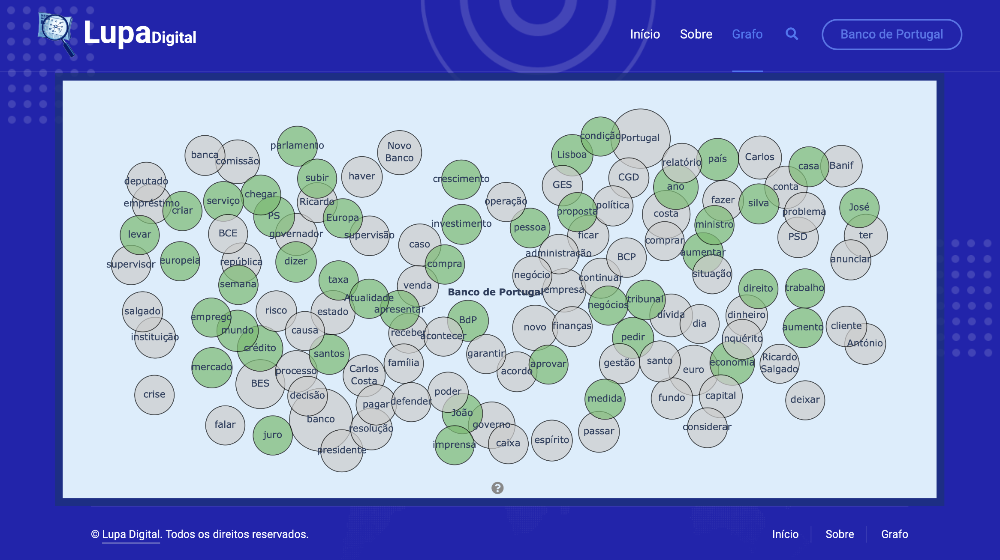 NEW
Lupa Digital
Início
Sobre
Grafo
Banco de Portugal
Portugal
condição
parlamento
Novo
Banco
Lisboa
banca
comissão
relatório
país
Carlos
casa
Banif
subir
haver
crescimento
CGD
deputado
GES
ano
conta
chegar
serviço
empréstimo
criar
Ricardo
operação
política
fazer
silva
José
PS
Europa
proposta
costa
problema
investimento
pessoa
ministro
levar
BCE
governador
supervisão
caso
ficar
comprar
PSD
ter
supervisor
europeia
república
dizer
compra
administração
BCP
aumentar
anunciar
semana
taxa
venda
negócio
continuar
situação
direito
trabalho
Banco de Portugal
empresa
Atualidade
apresentar
negócios
tribunal
salgado
emprego
risco
estado
BdP
dívida
dinheiro
mundo
causa
receber
acontecer
novo
finanças
dia
aumento
cliente
instituição
crédito
santos
garantir
pedir
inquérito
António
mercado
processo
Carlos
Costa
família
acordo
aprovar
gestão
santo
euro
economia
Ricardo
Salgado
crise
BES
decisão
pagar
defender
poder
medida
fundo
capital
deixar
falar
juro
banco
resolução
João
governo
passar
considerar
presidente
imprensa
caixa
espírito
?
© Lupa Digital. Todos os direitos reservados.
Início
Sobre
Grafo